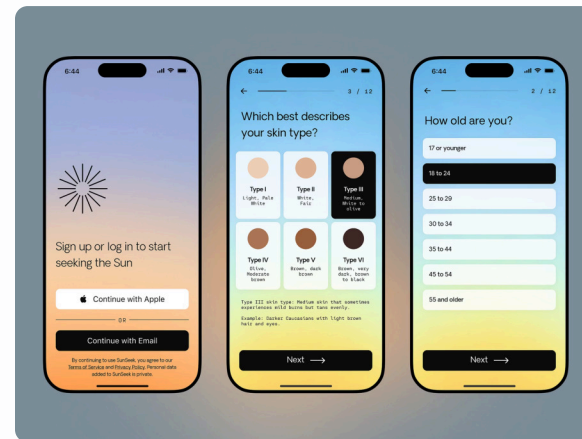 6:44
Sign up or log in to start
seeking the Sun
Continue with Apple
OR
Continue with Email
By continuing to use SunSeek, you agree to our
Terms of Service and Privacy Policy. Personal data
added to SunSeek is private.
6:44
3 / 12
Which best describes
your skin type?
Type I
Light, Pale
White
Type II
White,
Fair
Type III
Medium,
White to
olive
Type IV
Olive,
Moderate
brown
Type V
Brown, dark
brown
Type VI
Brown, very
dark, brown
to black
Type III skin type: Medium skin that sometimes
experiences mild burns but tans evenly.
Example: Darker Caucasians with light brown
hair and eyes.
Next →
6:44
2 / 12
How old are you?
17 or younger
18 to 24
25 to 29
30 to 34
35 to 44
45 to 54
55 and older
Next →